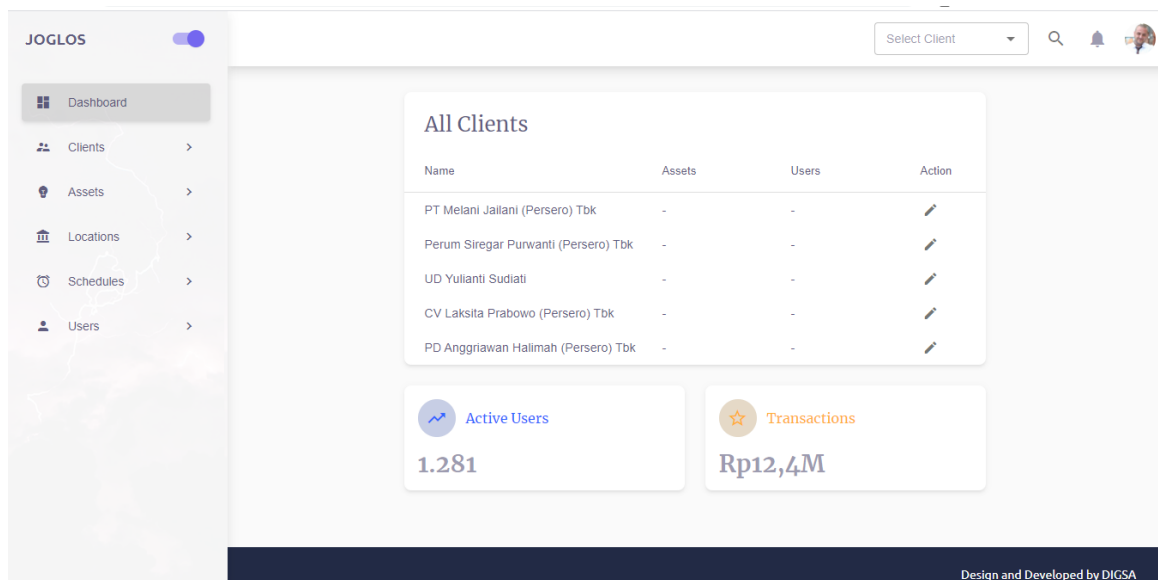 JOGLOS
Select Client
Dashboard
Clients
Assets
Locations
Schedules
Users
All Clients
Name Assets Users Action
PT Melani Jailani (Persero) Tbk - -
Perum Siregar Purwanti (Persero) Tbk - -
UD Yulianti Sudiati - -
CV Laksita Prabowo (Persero) Tbk - -
PD Anggriawan Halimah (Persero) Tbk - -
Active Users
1.281
Transactions
Rp12,4M
Design and Developed by DIGSA